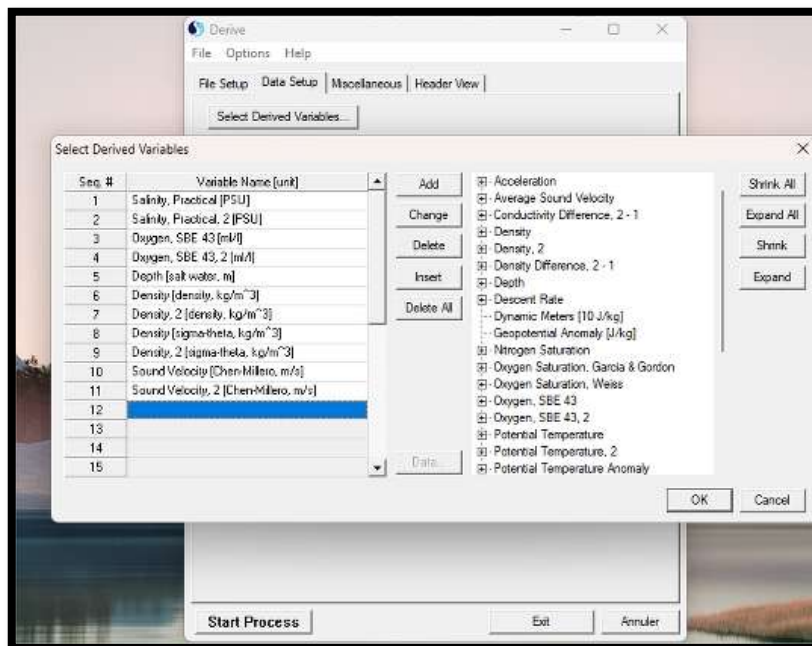 Derive
File Options Help
File Setup Data Setup Miscellaneous Header View
Select Derived Variables...
Select Derived Variables
Seq. # Variable Name [unit]
1 Salinity, Practical [PSU]
2 Salinity, Practical, 2 [PSU]
3 Oxygen, SBE 43 [ml/l]
4 Oxygen, SBE 43, 2 [ml/l]
5 Depth [salt water, m]
6 Density [density, kg/m^3]
7 Density, 2 [density, kg/m^3]
8 Density [sigma-theta, kg/m^3]
9 Density, 2 [sigma-theta, kg/m^3]
10 Sound Velocity [Chen-Millero, m/s]
11 Sound Velocity, 2 [Chen-Millero, m/s]
12
13
14
15
Add
Change
Delete
Insert
Delete All
Data...
Acceleration
Average Sound Velocity
Conductivity Difference, 2 - 1
Density
Density, 2
Density Difference, 2 - 1
Depth
Descent Rate
Dynamic Meters [10 J/kg]
Geopotential Anomaly [J/kg]
Nitrogen Saturation
Oxygen Saturation, Garcia & Gordon
Oxygen Saturation, Weiss
Oxygen, SBE 43
Oxygen, SBE 43, 2
Potential Temperature
Potential Temperature, 2
Potential Temperature Anomaly
Shrink All
Expand All
Shrink
Expand
OK Cancel
Start Process Exit Annuler